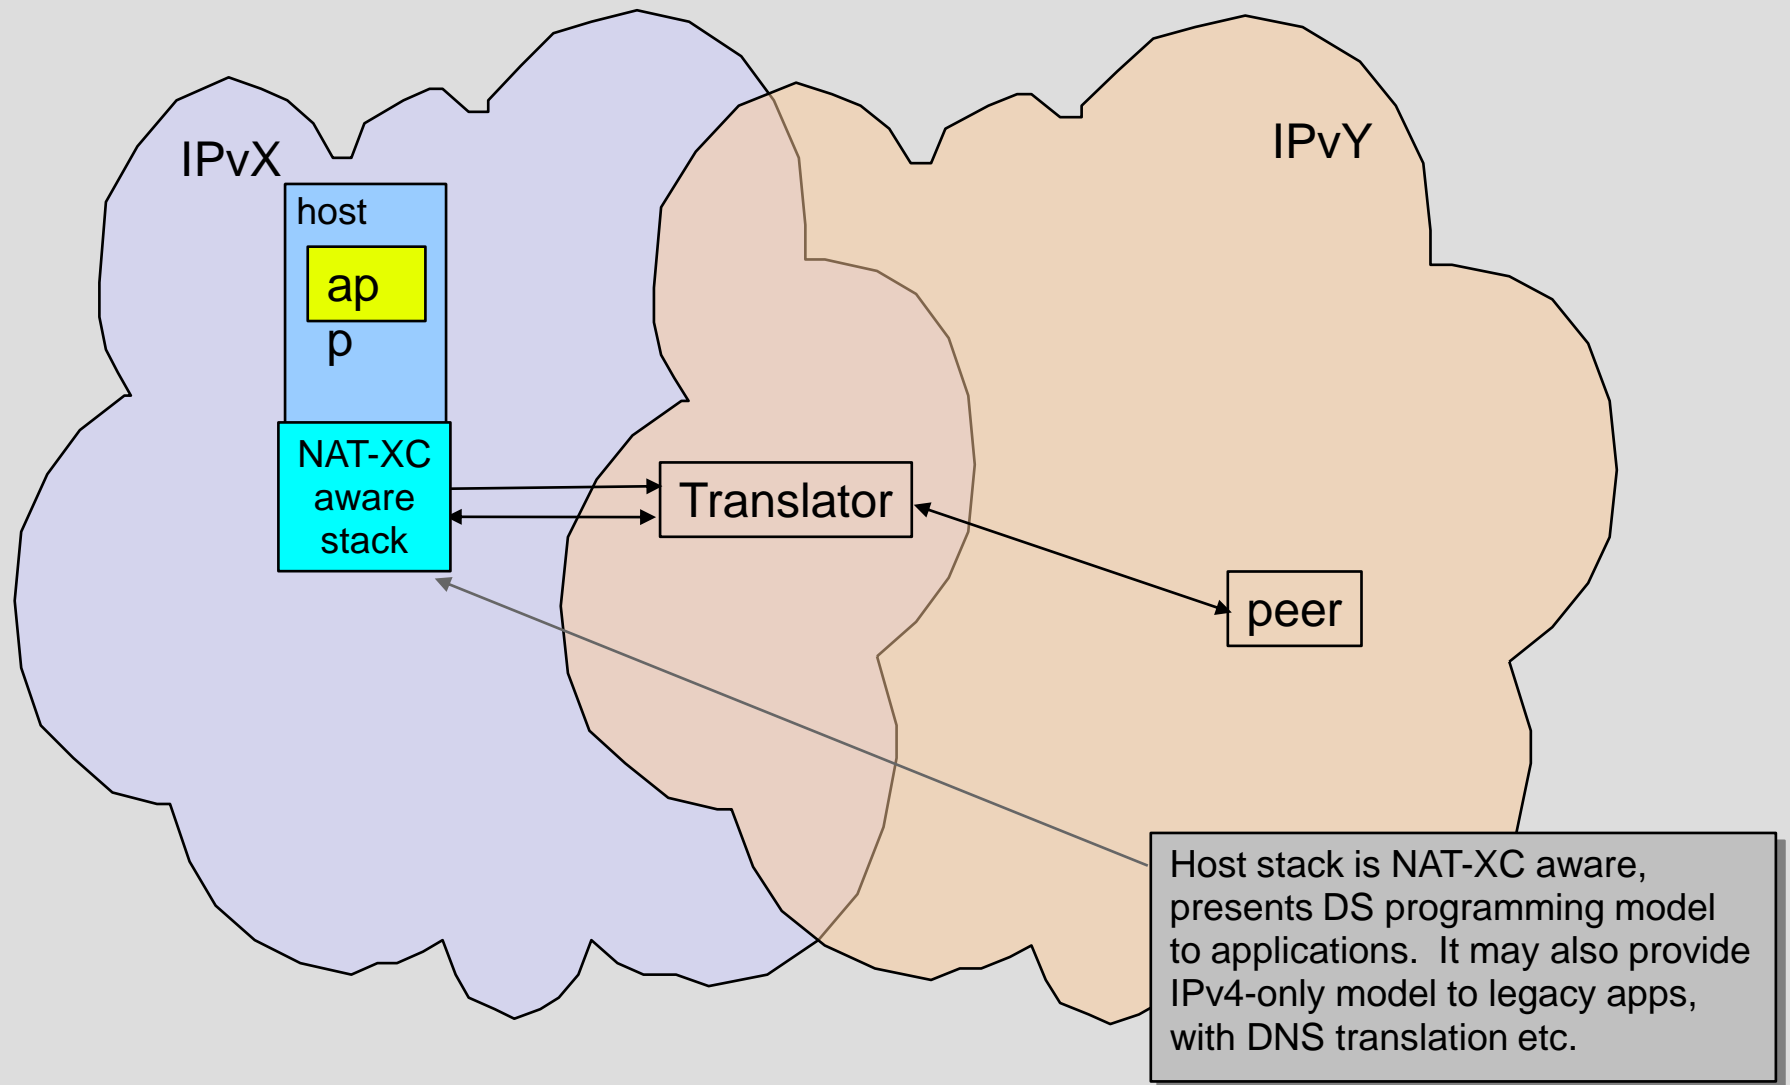 IPvX
IPvY
host
ap
p
NAT-XC
aware
stack
Translator
peer
Host stack is NAT-XC aware,
presents DS programming model
to applications.  It may also provide
IPv4-only model to legacy apps,
with DNS translation etc.